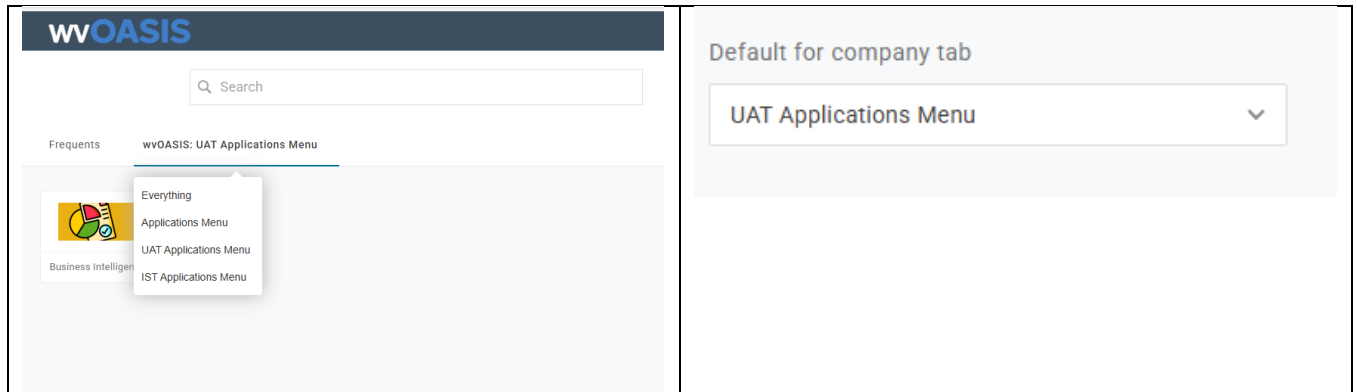 wvOASIS
Search
Frequents
wvOASIS: UAT Applications Menu
Everything
Applications Menu
UAT Applications Menu
IST Applications Menu
Business Intelligen
Default for company tab
UAT Applications Menu